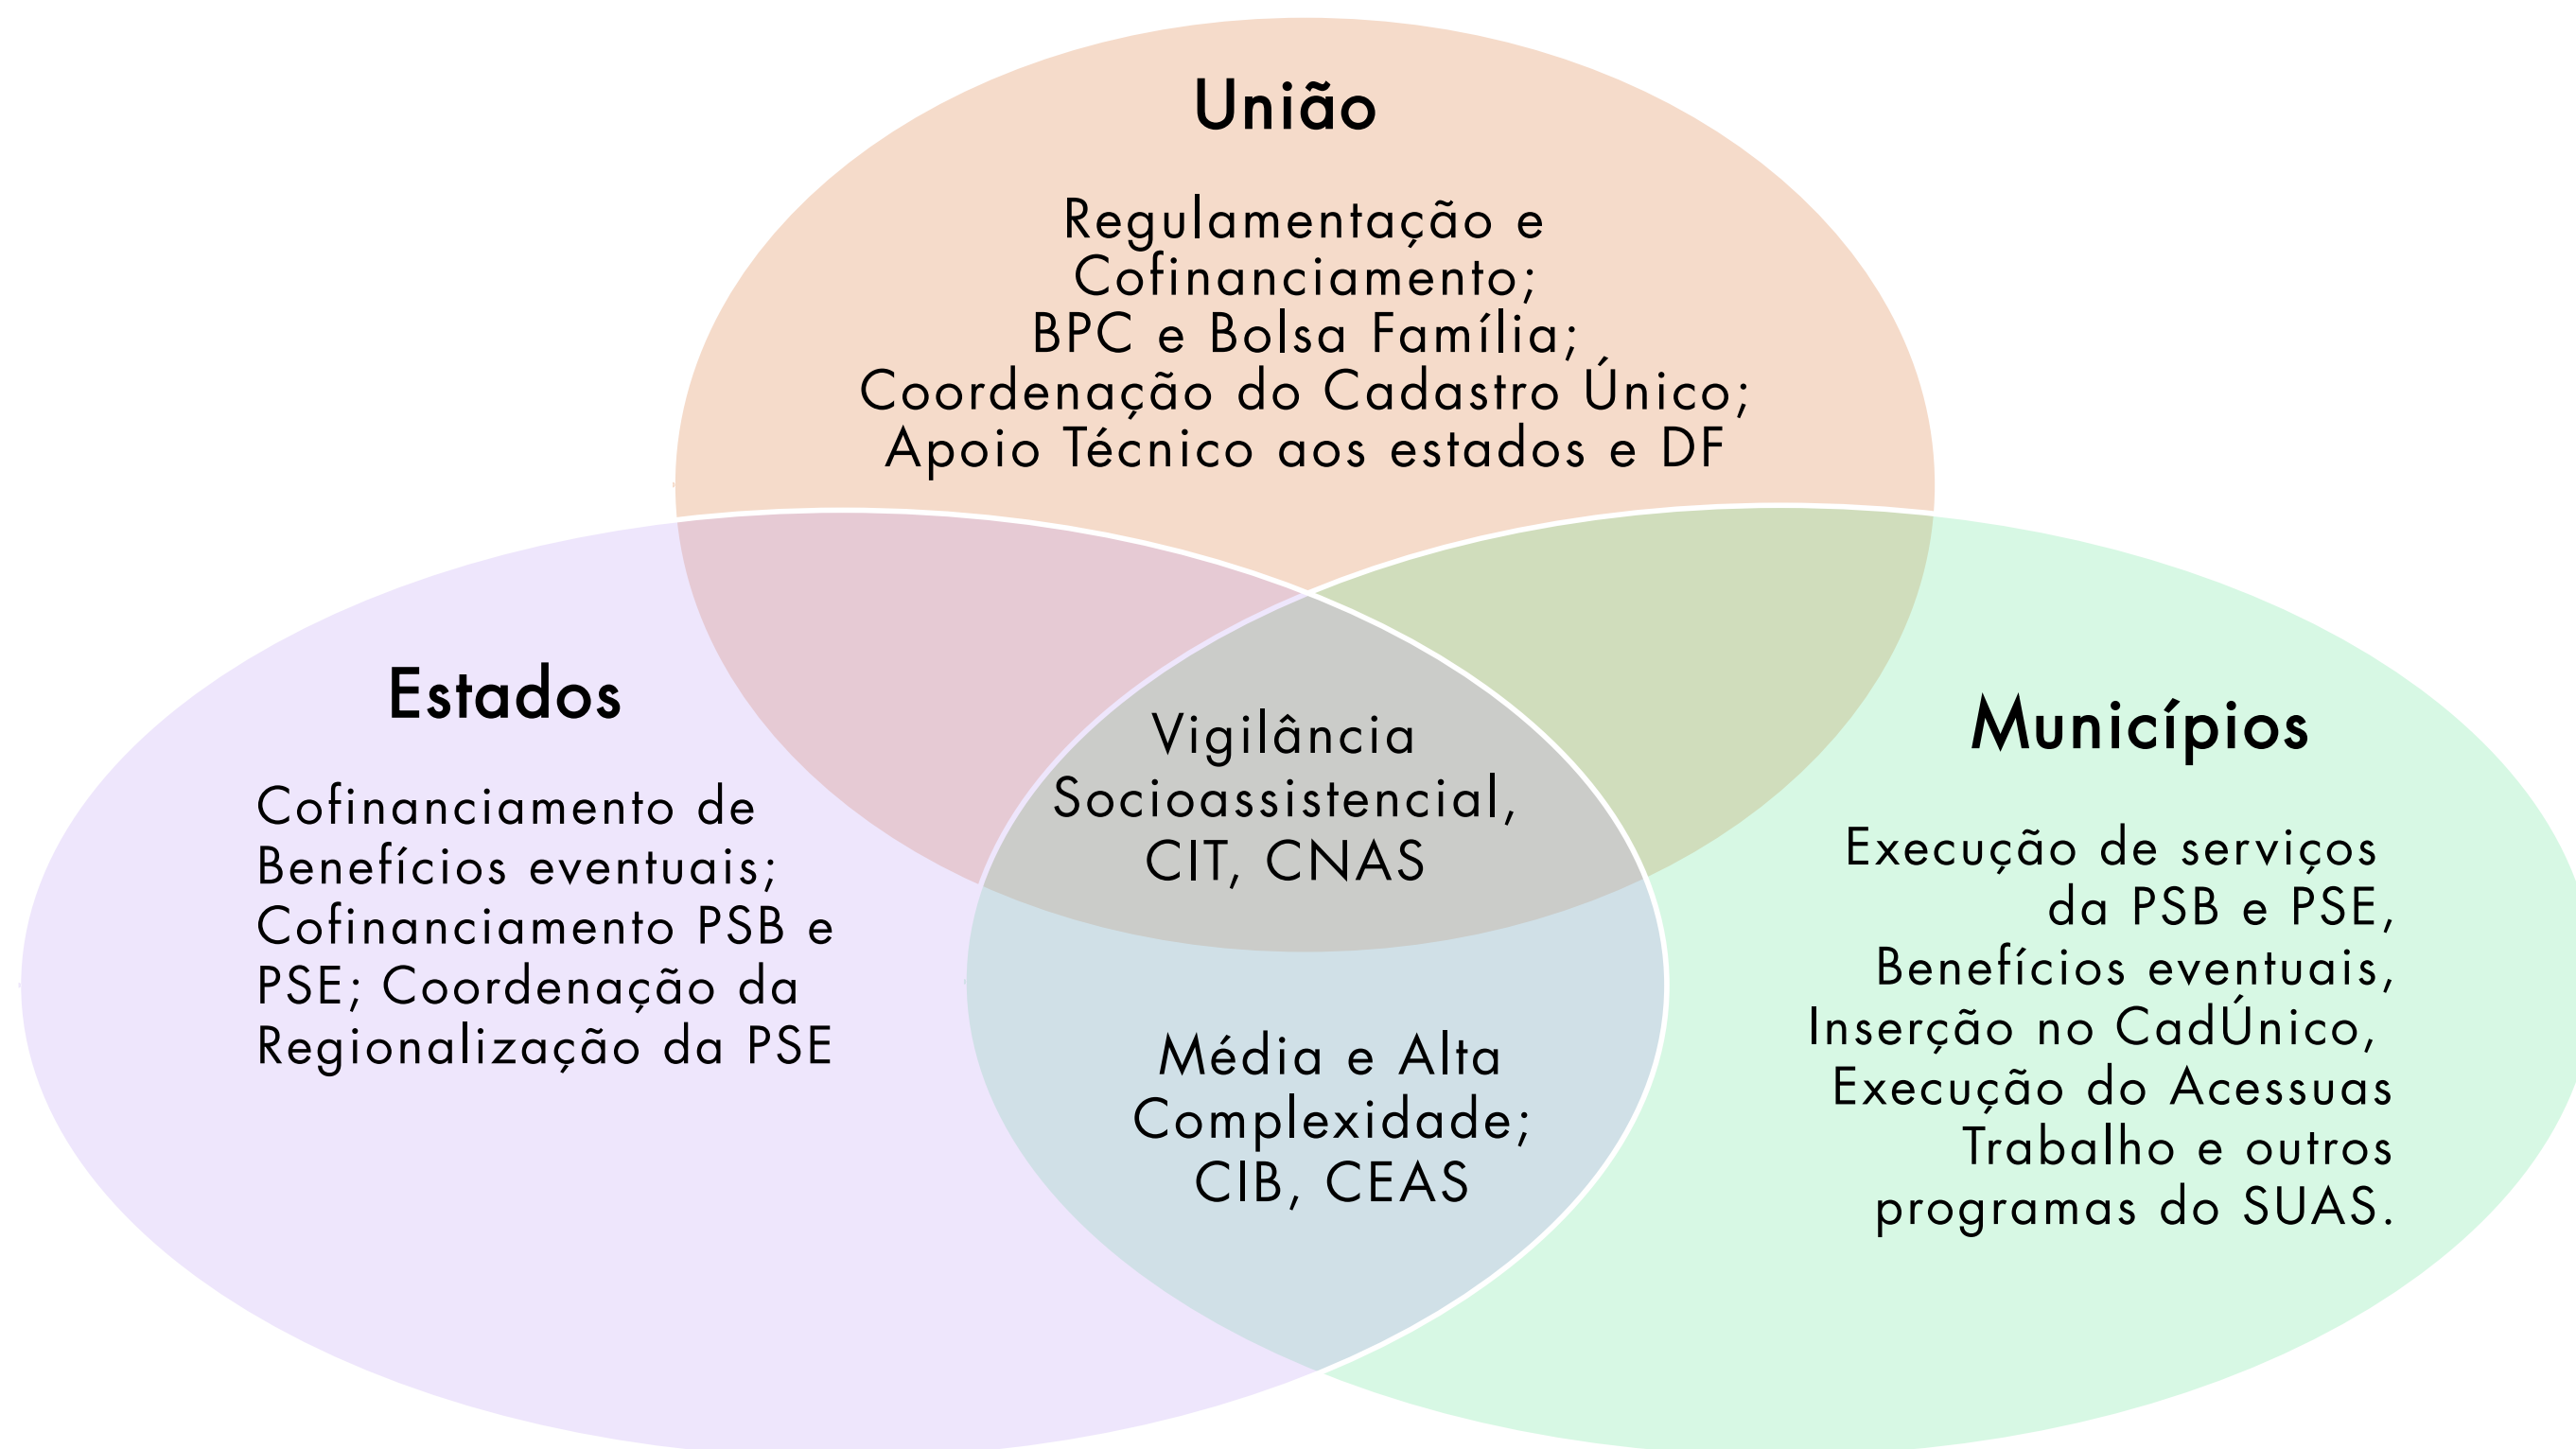 União
Regulamentação e
Cofinanciamento;
BPC e Bolsa Família;
Coordenação do Cadastro Único;
Apoio Técnico aos estados e DF
Estados
Cofinanciamento de
Benefícios eventuais;
Cofinanciamento PSB e
PSE; Coordenação da
Regionalização da PSE
Vigilância
Socioassistencial,
CIT, CNAS
Média e Alta
Complexidade;
CIB, CEAS
Municípios
Execução de serviços
da PSB e PSE,
Benefícios eventuais,
Inserção no CadÚnico,
Execução do Acessuas
Trabalho e outros
programas do SUAS.